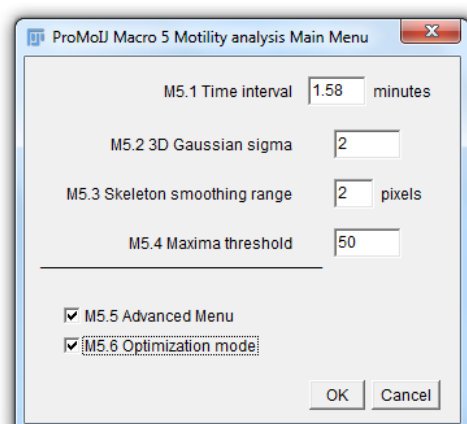 ProMoIJ Macro 5 Motility analysis Main Menu
M5.1 Time interval 1.58 minutes
M5.2 3D Gaussian sigma 2
M5.3 Skeleton smoothing range 2 pixels
M5.4 Maxima threshold 50
M5.5 Advanced Menu
M5.6 Optimization mode
OK Cancel